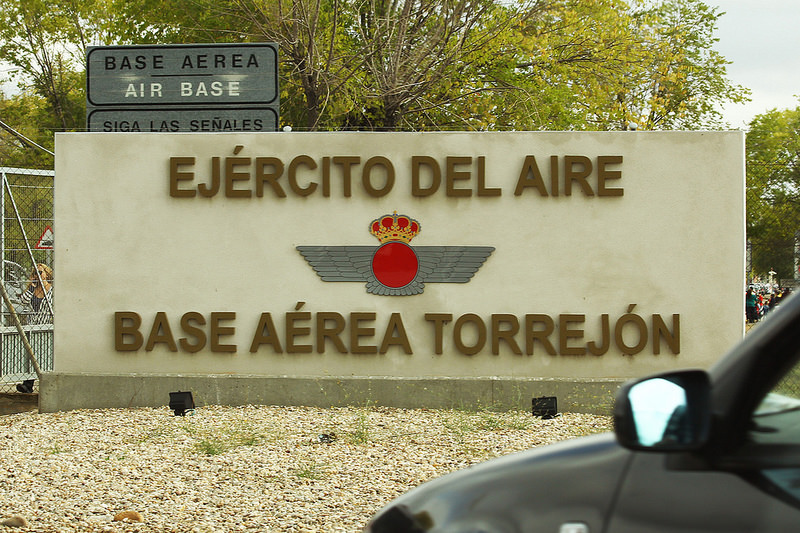 BASE AEREA
AIR BASE
SIGA LAS SEÑALES
EJÉRCITO DEL AIRE
BASE AÉREA TORREJÓN